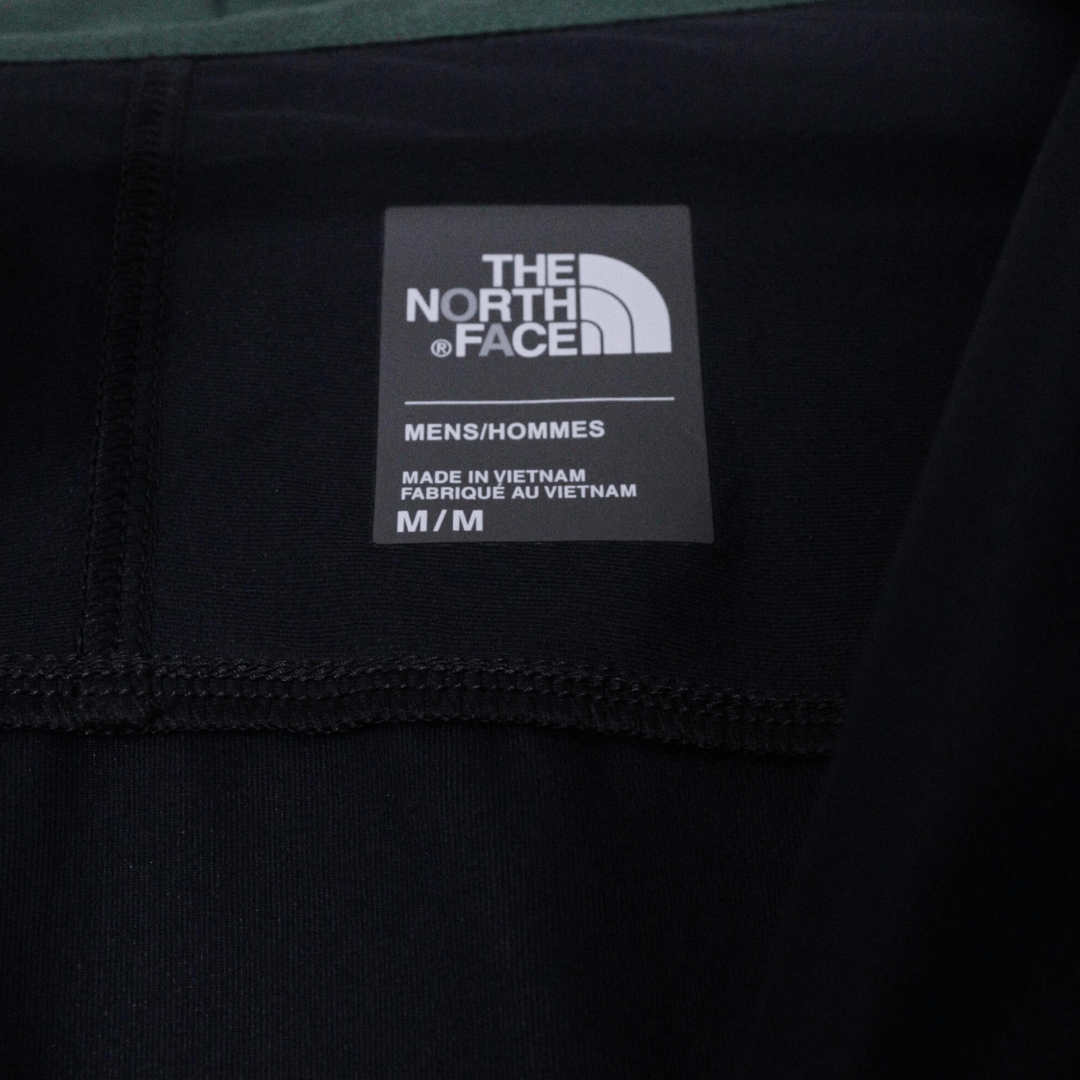 THE
NORTH
®FACE
MENS/HOMMES
MADE IN VIETNAM
FABRIQUÉ AU VIETNAM
M/M